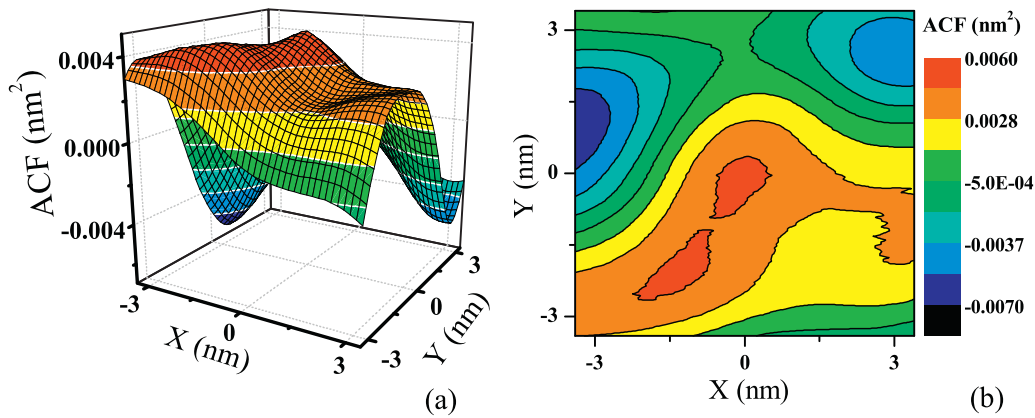 0.004
0.000
-0.004
ACF (nm²)
-3
0
3
X (nm)
-3
0
3
Y (nm)
(a)
3
0
-3
Y (nm)
-3
0
3
X (nm)
ACF (nm²)
0.0060
0.0028
-5.0E-04
-0.0037
-0.0070
(b)